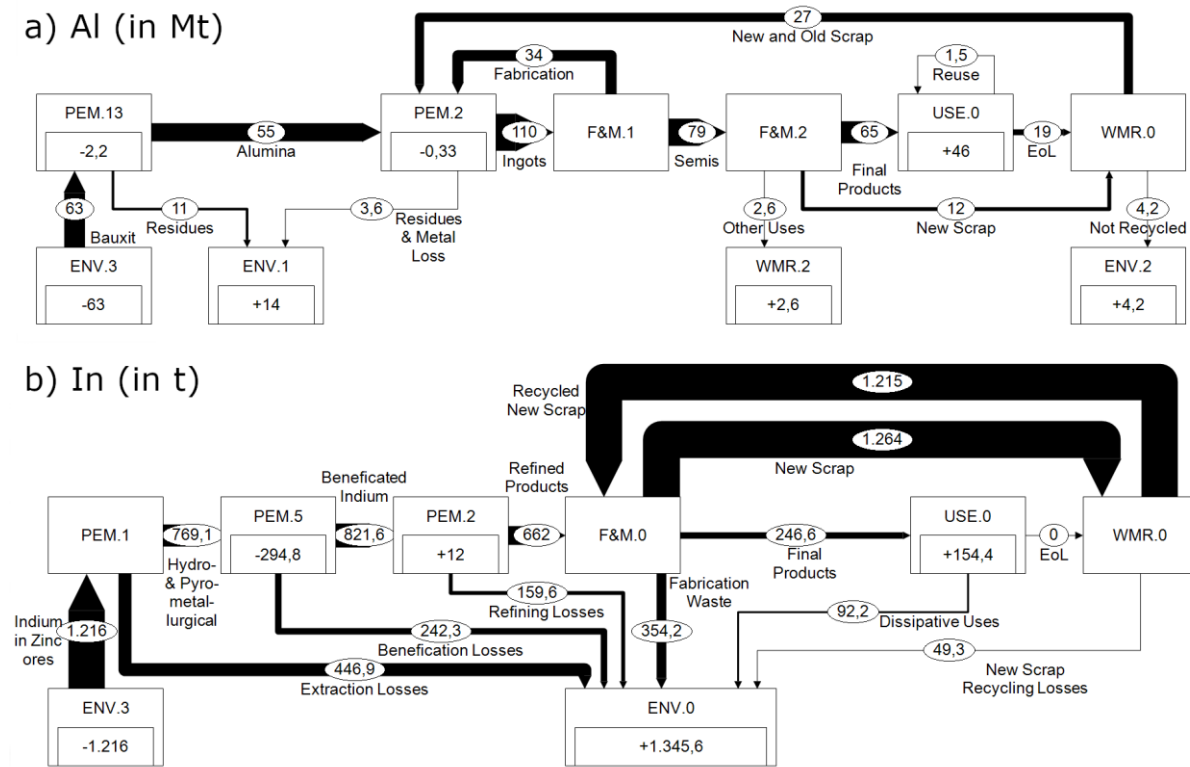 a) Al (in Mt)
27
New and Old Scrap
34
Fabrication
1,5
Reuse
PEM.13
-2,2
55
Alumina
PEM.2
-0,33
110
Ingots
F&M.1
79
Semis
F&M.2
65
Final
Products
USE.0
+46
19
EoL
WMR.0
63
Bauxit
11
Residues
3,6
Residues
& Metal
Loss
2,6
Other Uses
12
New Scrap
4,2
Not Recycled
ENV.3
-63
ENV.1
+14
WMR.2
+2,6
ENV.2
+4,2
b) In (in t)
1.215
Recycled
New Scrap
1.264
New Scrap
PEM.1
769,1
Hydro-
& Pyro-
metal-
lurgical
PEM.5
-294,8
Beneficated
Indium
821,6
PEM.2
+12
Refined
Products
662
F&M.0
246,6
Final
Products
USE.0
+154,4
0
EoL
WMR.0
Indium
in Zinc
ores
1.216
159,6
Refining Losses
242,3
Benefication Losses
446,9
Extraction Losses
Fabrication
Waste
354,2
92,2
Dissipative Uses
49,3
New Scrap
Recycling Losses
ENV.3
-1.216
ENV.0
+1.345,6